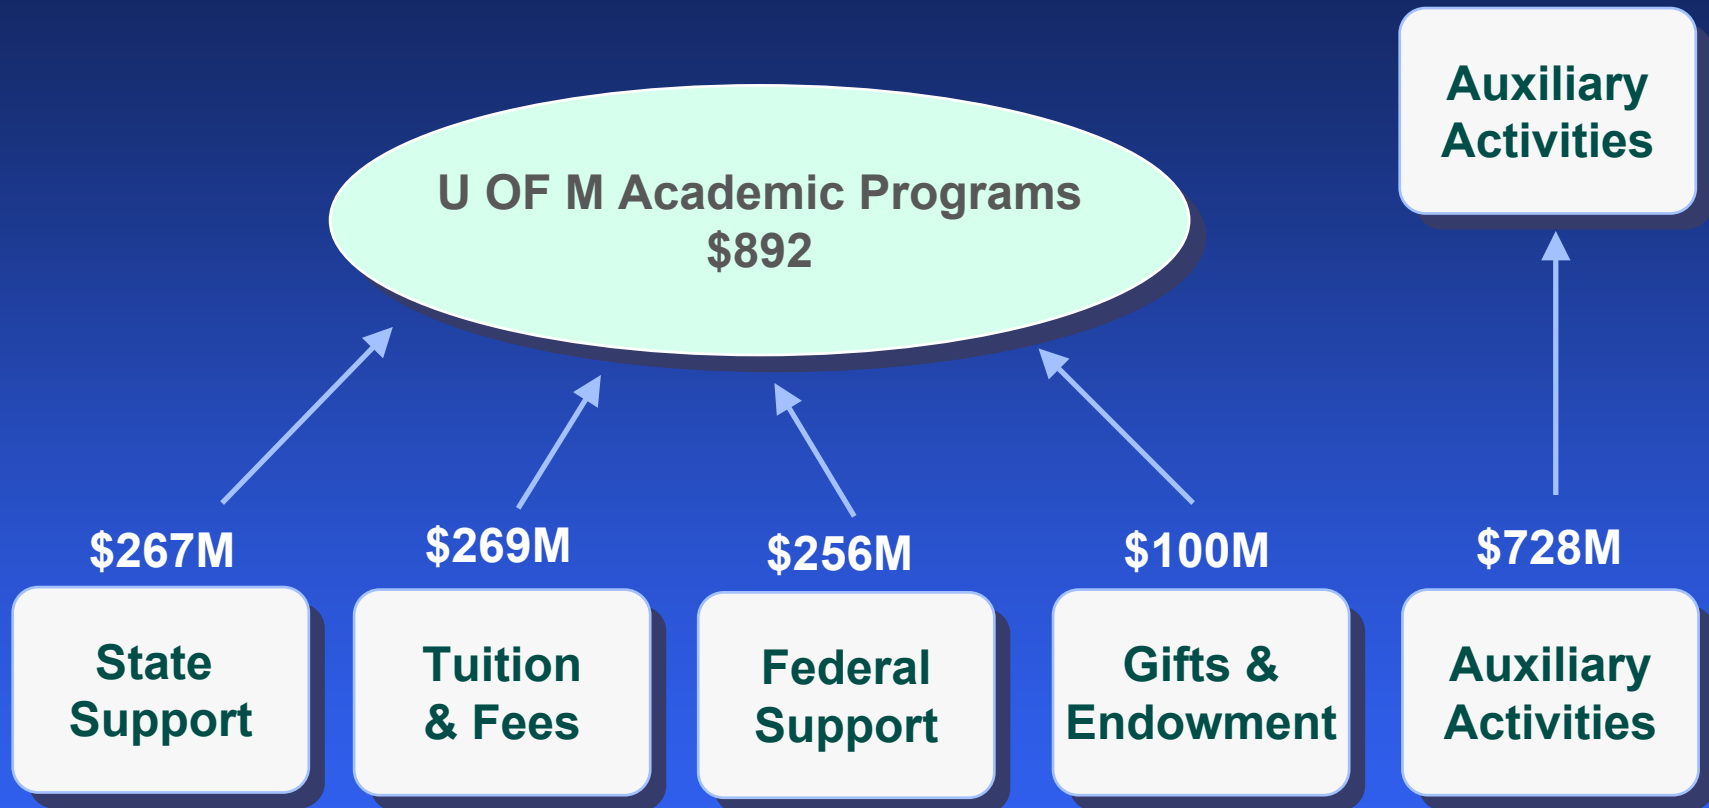 Auxiliary
Activities
U OF M Academic Programs
$892
$267M
$269M
$256M
$100M
$728M
State
Support
Tuition
& Fees
Federal
Support
Gifts &
Endowment
Auxiliary
Activities